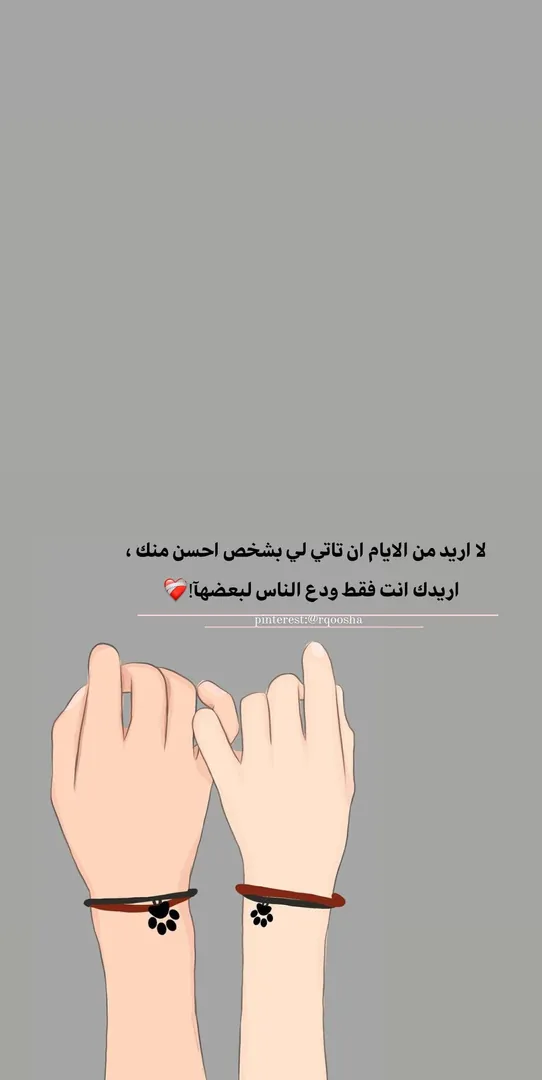 لا اريد من الايام ان تاتي لي بشخص احسن منك ،
اريدك انت فقط ودع الناس لبعضهآ!❤️‍🩹
pinterest:@rqoosha